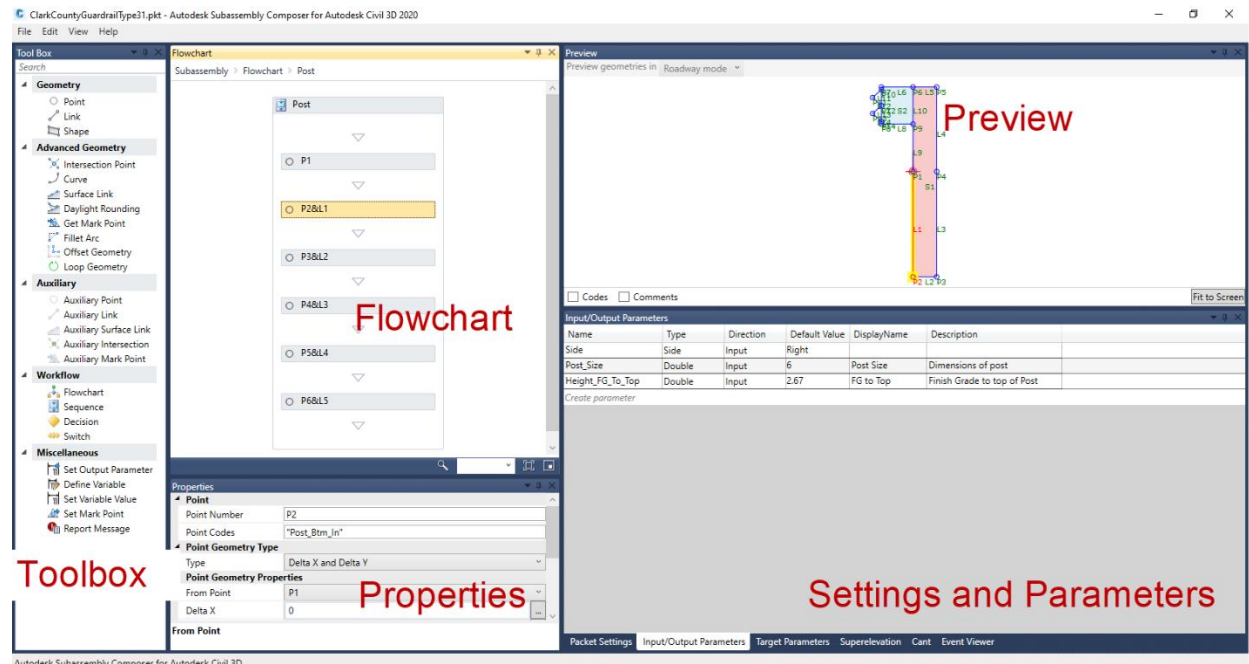 ClarkCountyGuardrailType31.pkt - Autodesk Subassembly Composer for Autodesk Civil 3D 2020
File Edit View Help
Tool Box
Search
Geometry
Point
Link
Shape
Advanced Geometry
Intersection Point
Curve
Surface Link
Daylight Rounding
Get Mark Point
Fillet Arc
Offset Geometry
Loop Geometry
Auxiliary
Auxiliary Point
Auxiliary Link
Auxiliary Surface Link
Auxiliary Intersection
Auxiliary Mark Point
Workflow
Flowchart
Sequence
Decision
Switch
Miscellaneous
Set Output Parameter
Define Variable
Set Variable Value
Set Mark Point
Report Message
Toolbox
Flowchart
Subassembly > Flowchart > Post
Post
P1
P2&L1
P3&L2
P4&L3
Flowchart
P5&L4
P6&L5
Properties
Point
Point Number P2
Point Codes "Post_Btm_In"
Point Geometry Type
Type Delta X and Delta Y
Point Geometry Properties
From Point P1
Delta X 0 ...
From Point
Properties
Preview
Preview geometries in Roadway mode
L6 P6 L5 P5
S2 L10
L8 P9
L4
L9
P1 P4
S1
L1 L3
P2 L2 P3
Preview
Codes Comments Fit to Screen
Input/Output Parameters
Name Type Direction Default Value DisplayName Description
Side Side Input Right
Post_Size Double Input 6 Post Size Dimensions of post
Height_FG_To_Top Double Input 2.67 FG to Top Finish Grade to top of Post
Create parameter
Settings and Parameters
Packet Settings Input/Output Parameters Target Parameters Superelevation Cant Event Viewer
Autodesk Subassembly Composer for Autodesk Civil 3D